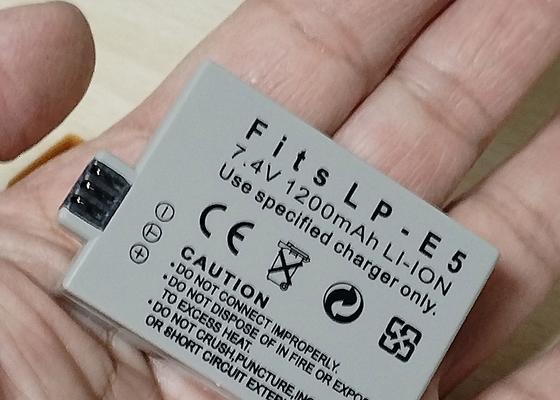 Fits LP-E5
7.4V 1200mAh LI-ION
Use specified charger only.
CE
− T +
CAUTION
• DO NOT CONNECT IMPROPERLY.
• DO NOT DISPOSE OF IN FIRE OR
TO EXCESS HEAT.
• DO NOT CRUSH,PUNCTURE,
OR SHORT CIRCUIT